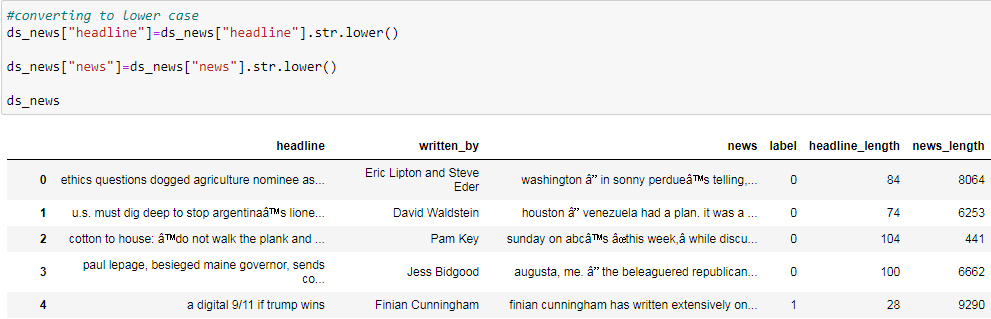 #converting to lower case
ds_news["headline"]=ds_news["headline"].str.lower()
ds_news["news"]=ds_news["news"].str.lower()
ds_news
headline written_by news label headline_length news_length
0 ethics questions dogged agriculture nominee as... Eric Lipton and Steve Eder washington â” in sonny perdueâ™s telling,... 0 84 8064
1 u.s. must dig deep to stop argentinaâ™s lione... David Waldstein houston â” venezuela had a plan. it was a ... 0 74 6253
2 cotton to house: â™do not walk the plank and ... Pam Key sunday on abcâ™s âœthis week,â while discu... 0 104 441
3 paul lepage, besieged maine governor, sends co... Jess Bidgood augusta, me. â” the beleaguered republican... 0 100 6662
4 a digital 9/11 if trump wins Finian Cunningham finian cunningham has written extensively on... 1 28 9290